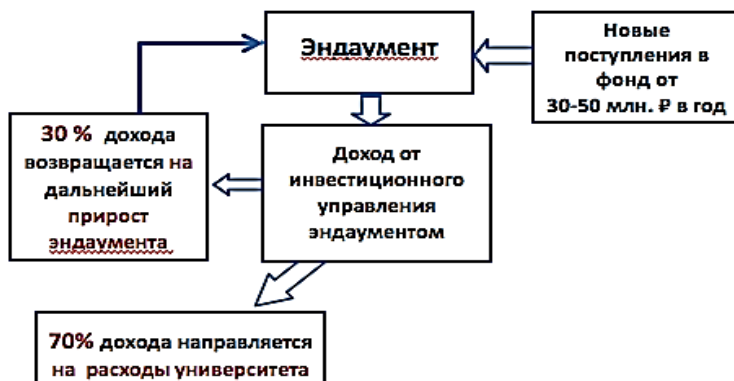 Эндаумент
Новые
поступления в
фонд от
30-50 млн. ₽ в год
30 % дохода
возвращается на
дальнейший
прирост
эндаумента
Доход от
инвестиционного
управления
эндаументом
70% дохода направляется
на расходы университета